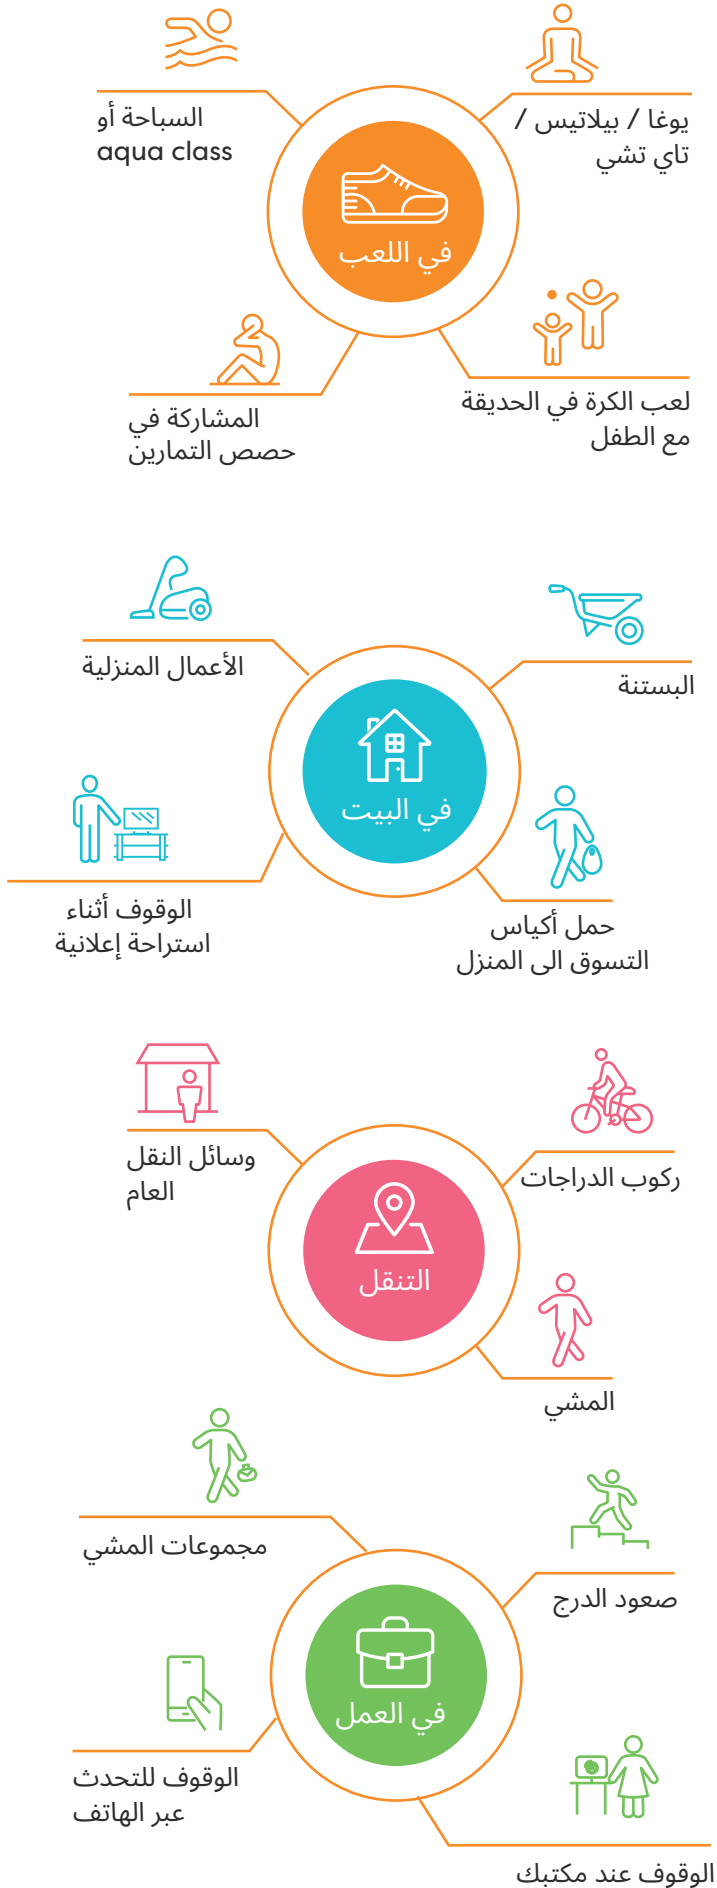 يوغا / بيلاتيس /
تاي تشي
السباحة أو
aqua class
في اللعب
لعب الكرة في الحديقة
مع الطفل
المشاركة في
حصص التمارين
البستنة
الأعمال المنزلية
في البيت
حمل أكياس
التسوق الى المنزل
الوقوف أثناء
استراحة إعلانية
ركوب الدراجات
وسائل النقل
العام
التنقل
المشي
صعود الدرج
مجموعات المشي
في العمل
الوقوف للتحدث
عبر الهاتف
الوقوف عند مكتبك